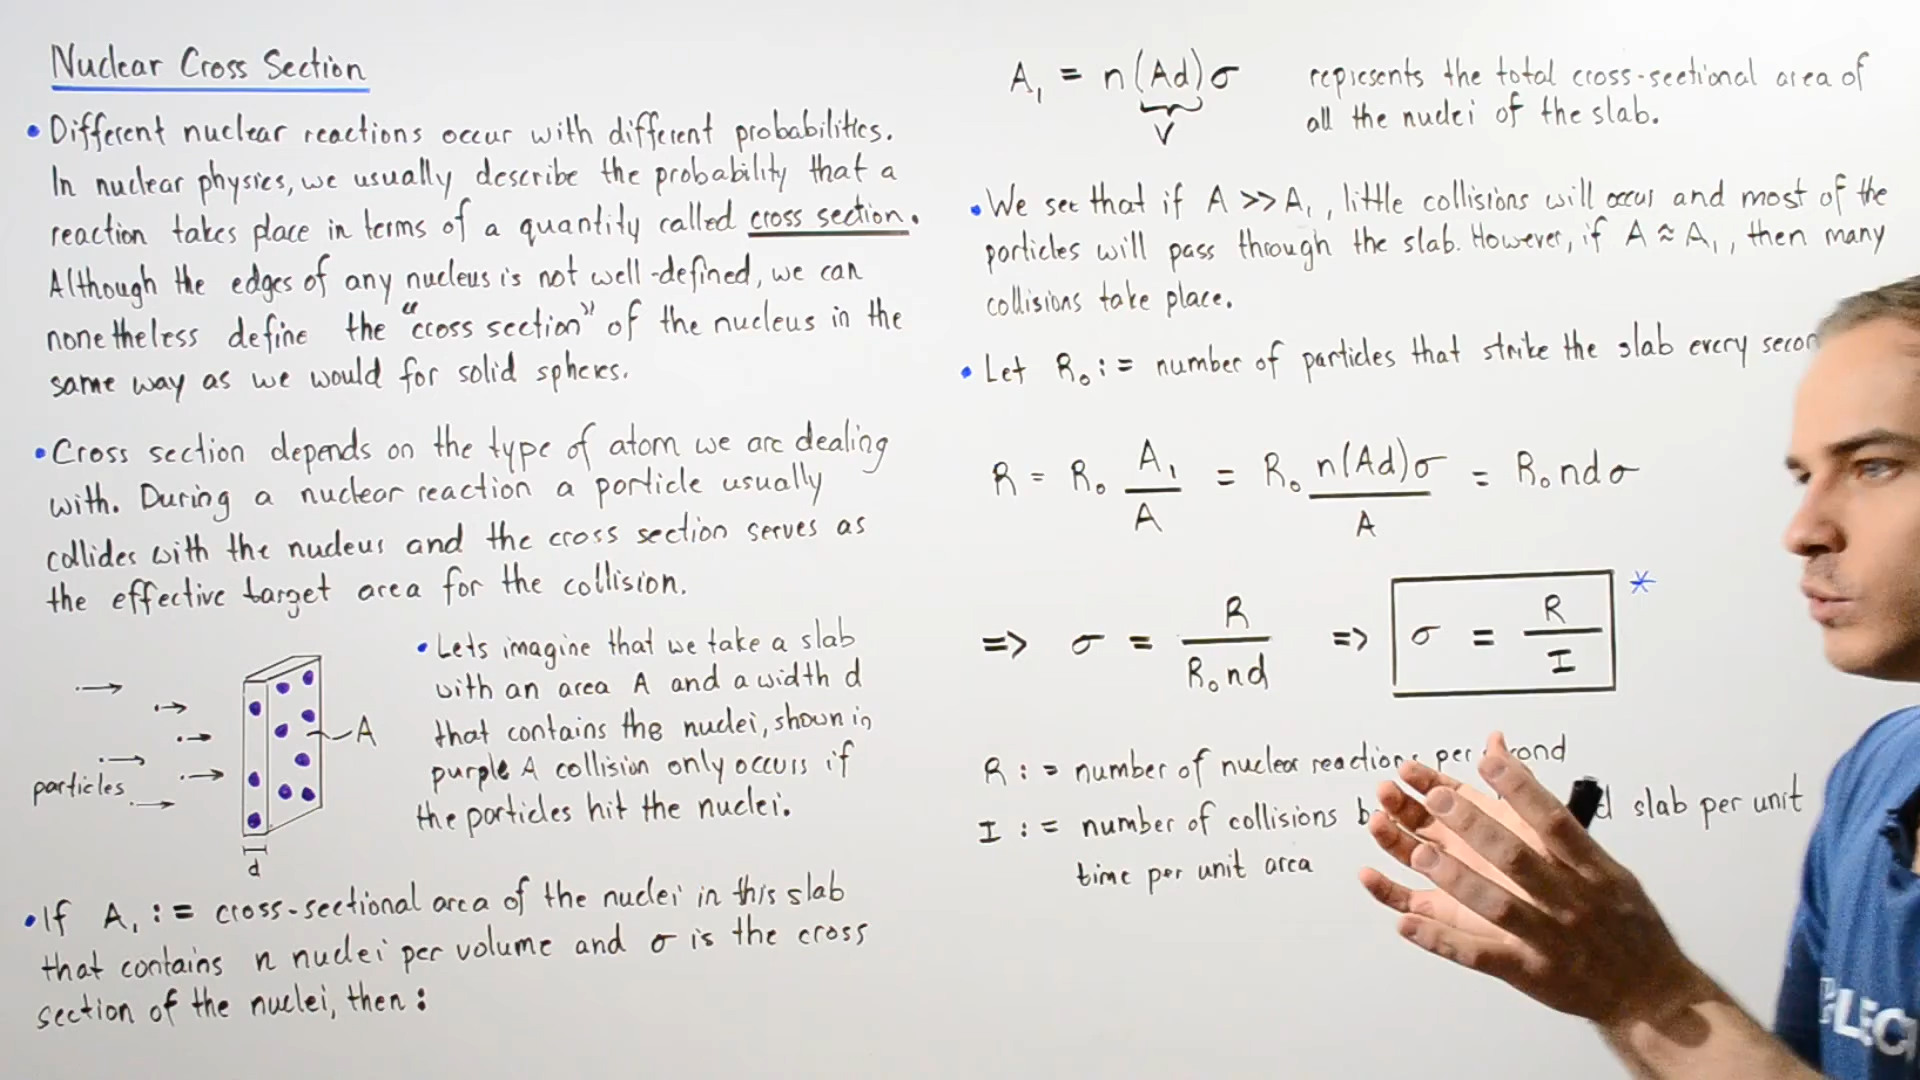 Nuclear Cross Section
• Different nuclear reactions occur with different probabilities.
In nuclear physics, we usually describe the probability that a
reaction takes place in terms of a quantity called cross section.
Although the edges of any nucleus is not well-defined, we can
nonetheless define the "cross section" of the nucleus in the
same way as we would for solid spheres.
• Cross section depends on the type of atom we are dealing
with. During a nuclear reaction a particle usually
collides with the nucleus and the cross section serves as
the effective target area for the collision.
particles
A
d
• Lets imagine that we take a slab
with an area A and a width d
that contains the nuclei, shown in
purple A collision only occurs if
the particles hit the nuclei.
• If A₁ := cross-sectional area of the nuclei in this slab
that contains n nuclei per volume and σ is the cross
section of the nuclei, then:
A₁ = n(Ad)σ
V
represents the total cross-sectional area of
all the nuclei of the slab.
• We see that if A >> A₁, little collisions will occur and most of the
particles will pass through the slab. However, if A ≈ A₁, then many
collisions take place.
• Let R₀ := number of particles that strike the slab every
R = R₀ A₁/A = R₀ n(Ad)σ/A = R₀ndσ
=> σ = R/R₀nd => σ = R/I *
R := number of nuclear reactions per
I := number of collisions slab per unit
time per unit area